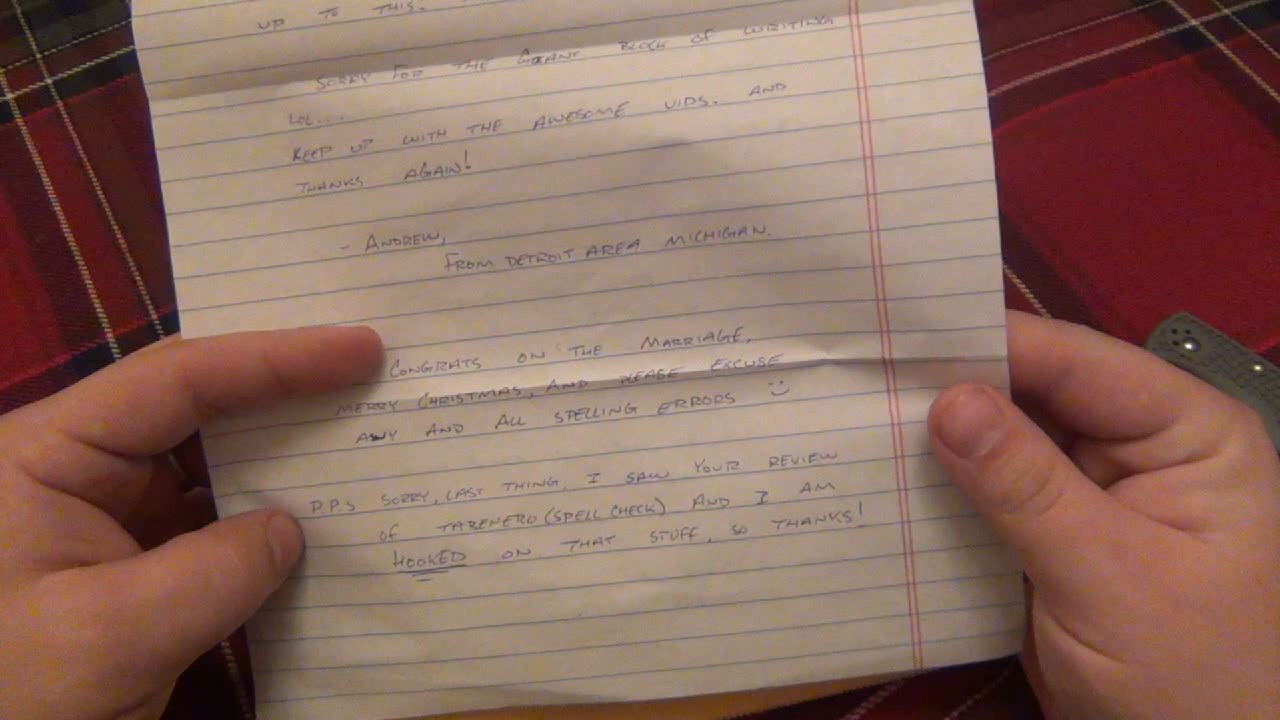 UP TO THIS.
SORRY FOR THE GIANT BLOCK OF WRITING
LOL...
KEEP UP WITH THE AWESOME VIDS. AND
THANKS AGAIN!
- ANDREW,
FROM DETROIT AREA MICHIGAN.
CONGRATS ON THE MARRIAGE,
MERRY CHRISTMAS, AND PLEASE EXCUSE
ANY AND ALL SPELLING ERRORS
P.P.S SORRY, LAST THING, I SAW YOUR REVIEW
OF TABENERO (SPELL CHECK) AND I AM
HOOKED ON THAT STUFF, SO THANKS!